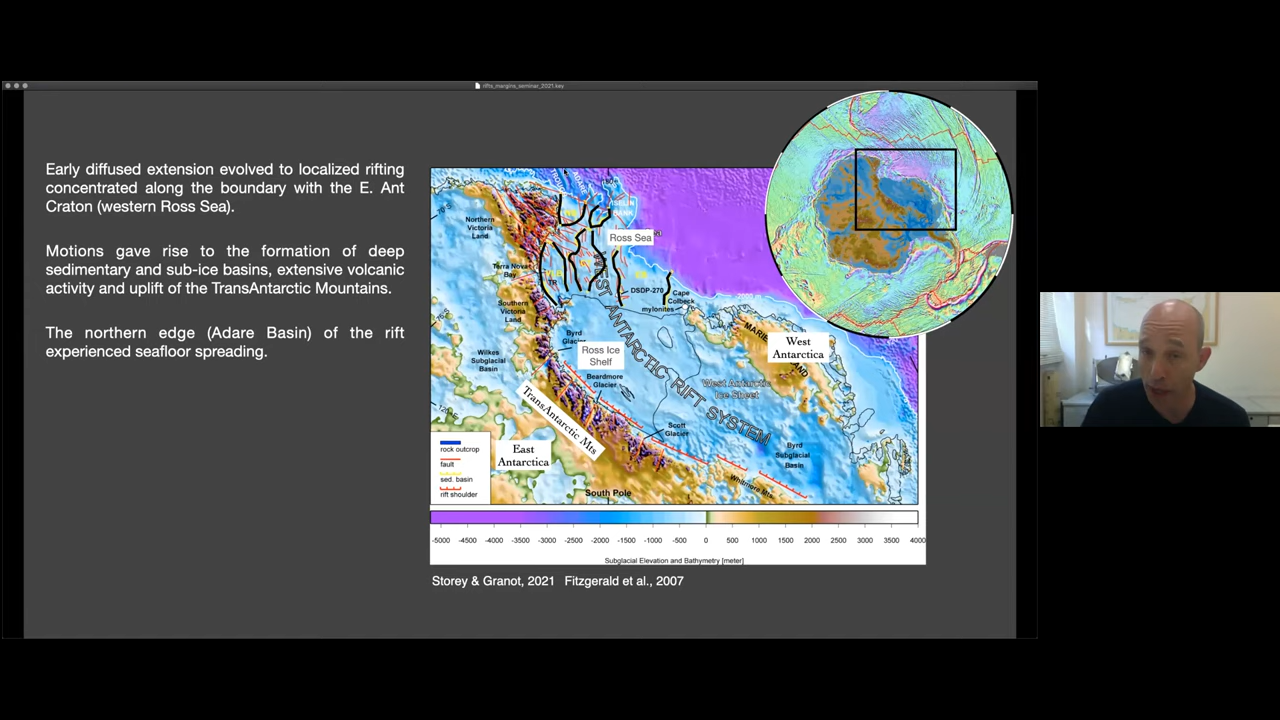 rifts_margins_seminar_2021.key
Early diffused extension evolved to localized rifting
concentrated along the boundary with the E. Ant
Craton (western Ross Sea).
Motions gave rise to the formation of deep
sedimentary and sub-ice basins, extensive volcanic
activity and uplift of the TransAntarctic Mountains.
The northern edge (Adare Basin) of the rift
experienced seafloor spreading.
Northern
Victoria
Land
Ross Sea
Terra Nova
Bay
DSDP-270
mylonites
Cape
Colbeck
Southern
Victoria
Land
TR
Byrd
Glacier
Ross Ice
Shelf
Wilkes
Subglacial
Basin
Beardmore
Glacier
WEST ANTARCTIC RIFT SYSTEM
West
Antarctica
West Antarctic
Ice Sheet
TransAntarctic Mts
Scott
Glacier
Byrd
Subglacial
Basin
East
Antarctica
Whitmore Mts.
South Pole
rock outcrop
fault
sed. basin
rift shoulder
-5000 -4500 -4000 -3500 -3000 -2500 -2000 -1500 -1000 -500 0 500 1000 1500 2000 2500 3000 3500 4000
Subglacial Elevation and Bathymetry [meter]
Storey & Granot, 2021 Fitzgerald et al., 2007